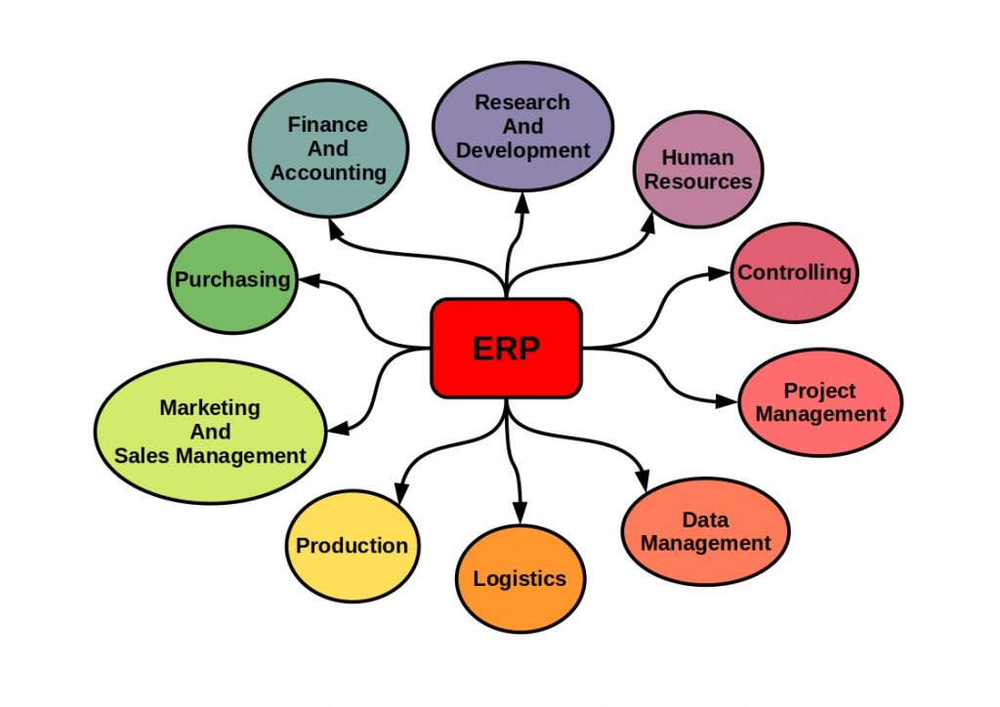 Research
And
Development
Finance
And
Accounting
Human
Resources
Purchasing
Controlling
ERP
Project
Management
Marketing
And
Sales Management
Data
Management
Production
Logistics